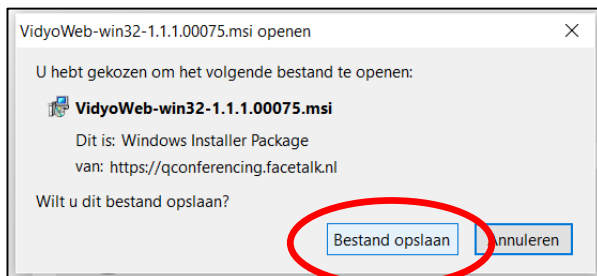 VidyoWeb-win32-1.1.1.00075.msi openen
U hebt gekozen om het volgende bestand te openen:
VidyoWeb-win32-1.1.1.00075.msi
Dit is: Windows Installer Package
van: https://qconferencing.facetalk.nl
Wilt u dit bestand opslaan?
Bestand opslaan Annuleren